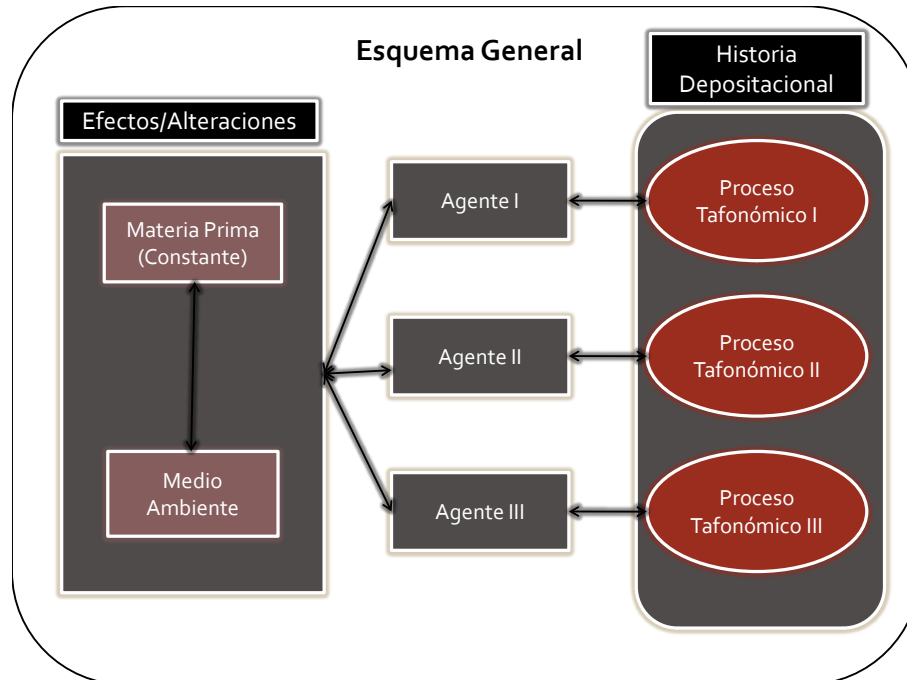 Esquema General
Historia
Depositacional
Efectos/Alteraciones
Materia Prima
(Constante)
Medio
Ambiente
Agente I
Agente II
Agente III
Proceso
Tafonómico I
Proceso
Tafonómico II
Proceso
Tafonómico III